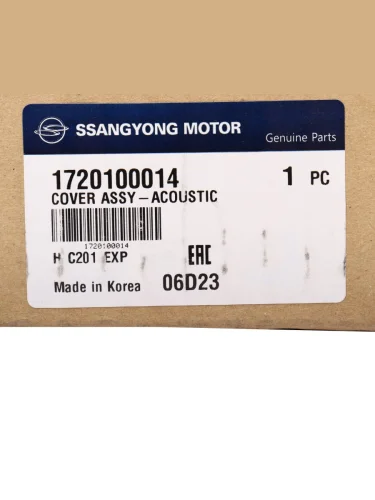 SSANGYONG MOTOR
Genuine Parts
1720100014 1 PC
COVER ASSY-ACOUSTIC
1720100014
H C201 EXP EAC
Made in Korea 06D23